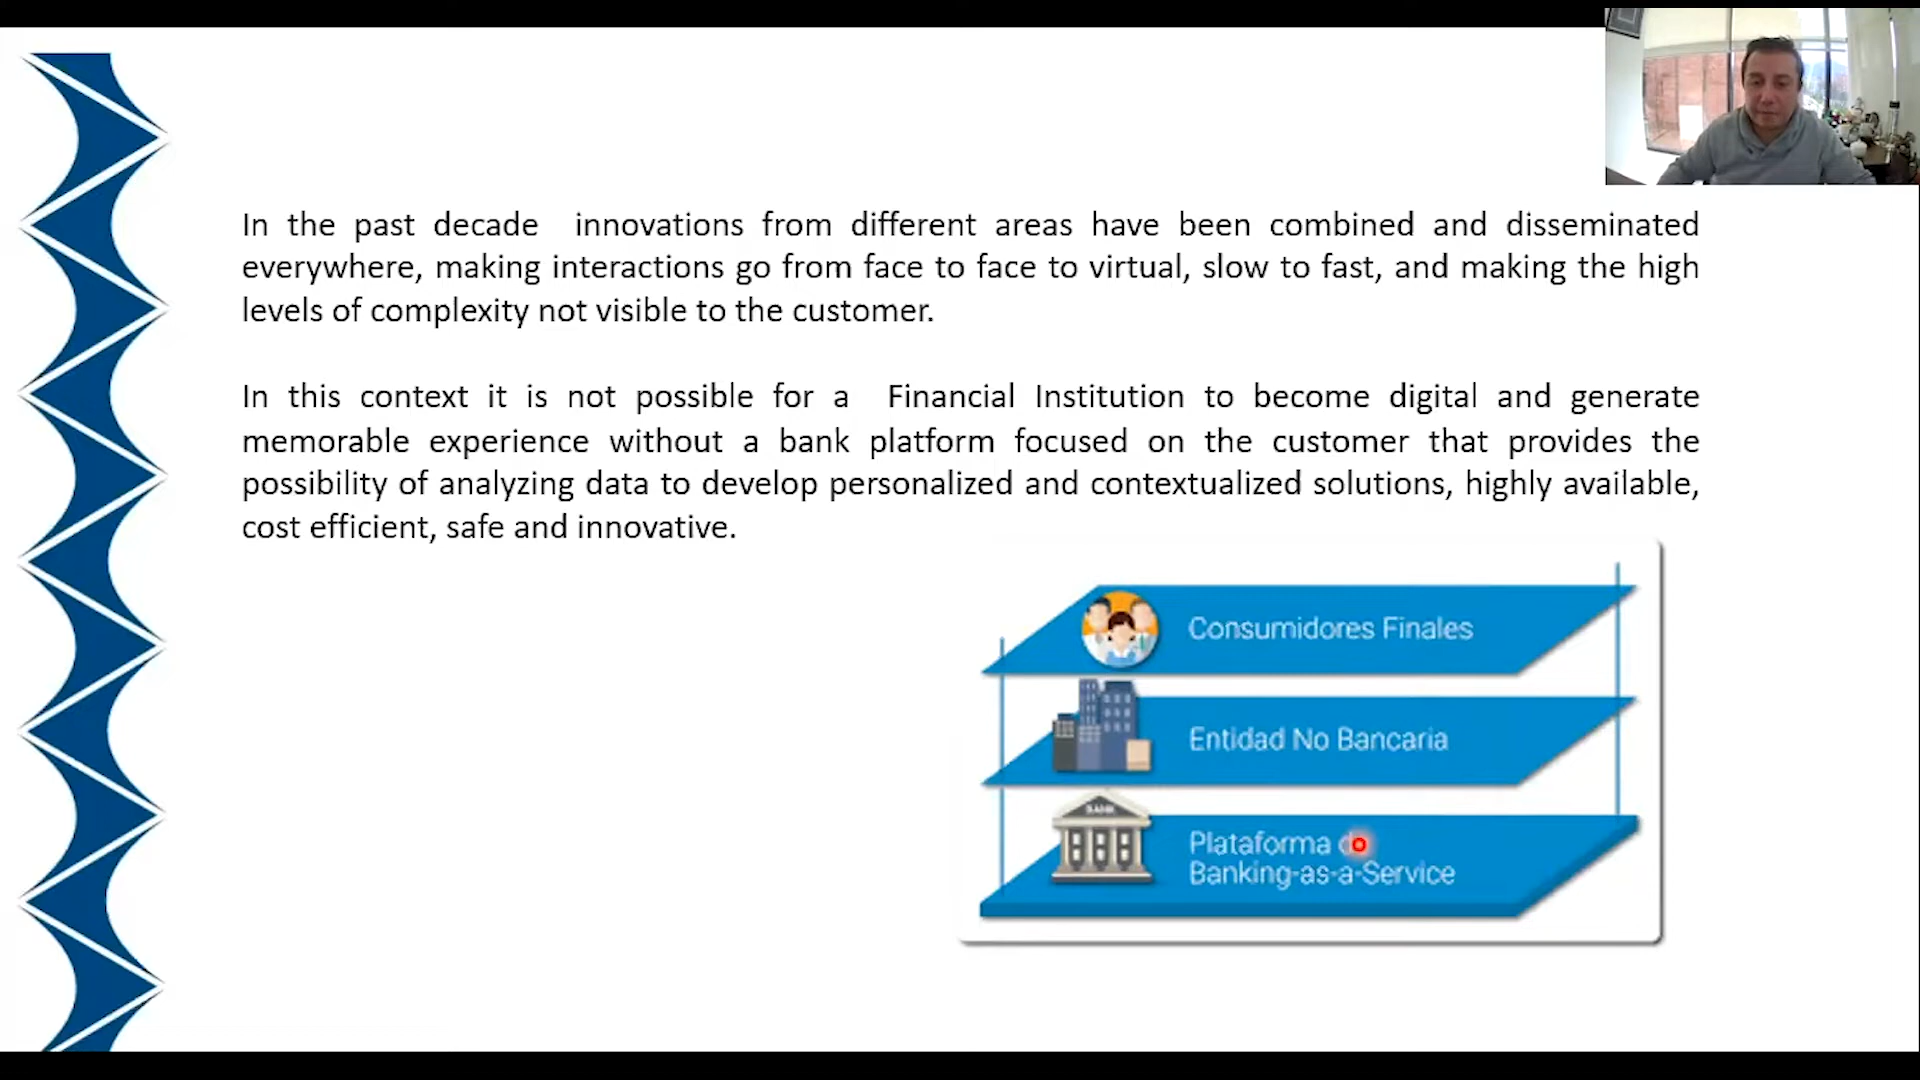 In the past decade innovations from different areas have been combined and disseminated
everywhere, making interactions go from face to face to virtual, slow to fast, and making the high
levels of complexity not visible to the customer.
In this context it is not possible for a Financial Institution to become digital and generate
memorable experience without a bank platform focused on the customer that provides the
possibility of analyzing data to develop personalized and contextualized solutions, highly available,
cost efficient, safe and innovative.
Consumidores Finales
Entidad No Bancaria
BANK
Plataforma de
Banking-as-a-Service